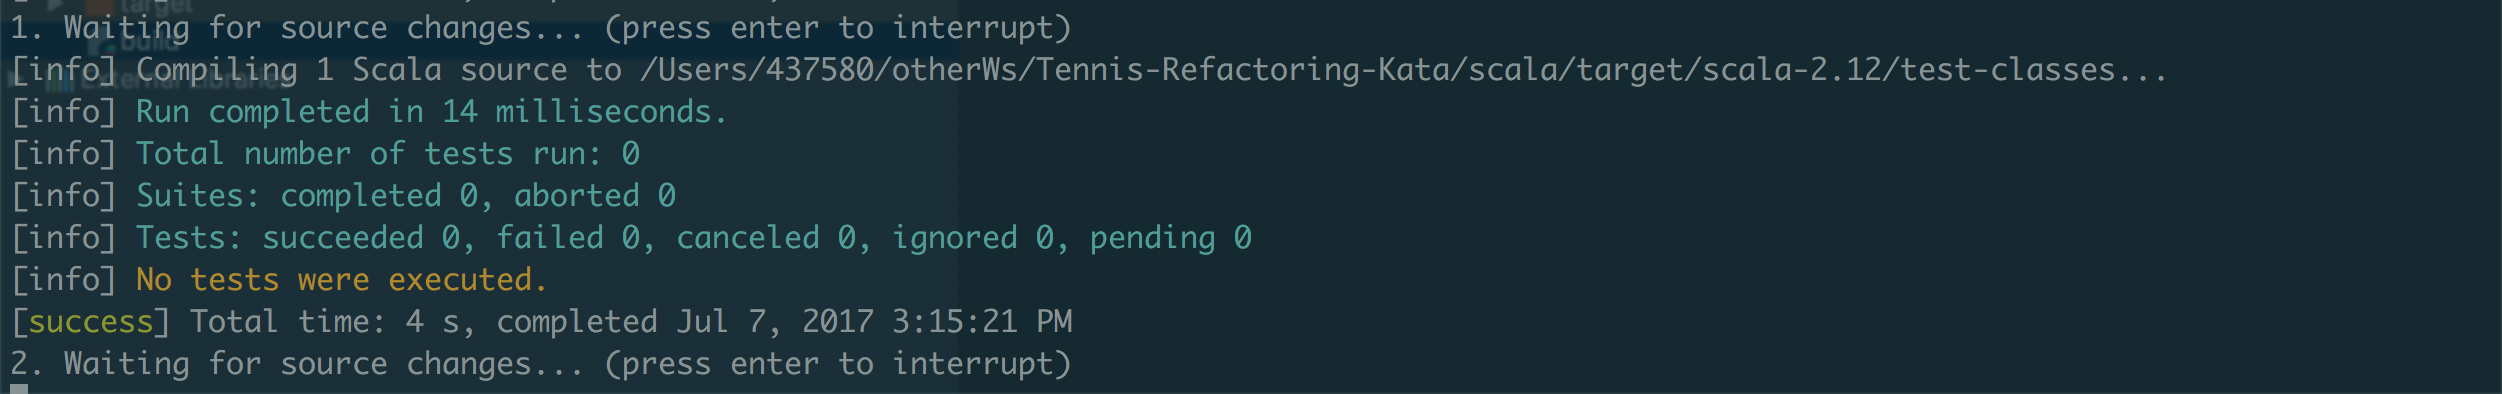 target
1. Waiting for source changes... (press enter to interrupt)
build
[info] Compiling 1 Scala source to /Users/437580/otherWs/Tennis-Refactoring-Kata/scala/target/scala-2.12/test-classes...
External Libraries
[info] Run completed in 14 milliseconds.
[info] Total number of tests run: 0
[info] Suites: completed 0, aborted 0
[info] Tests: succeeded 0, failed 0, canceled 0, ignored 0, pending 0
[info] No tests were executed.
[success] Total time: 4 s, completed Jul 7, 2017 3:15:21 PM
2. Waiting for source changes... (press enter to interrupt)